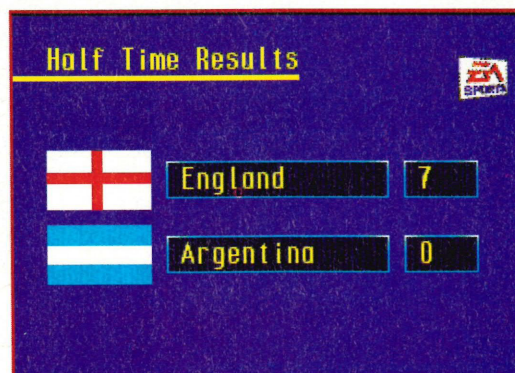 Half Time Results
EA
SPORTS
England 7
Argentina 0